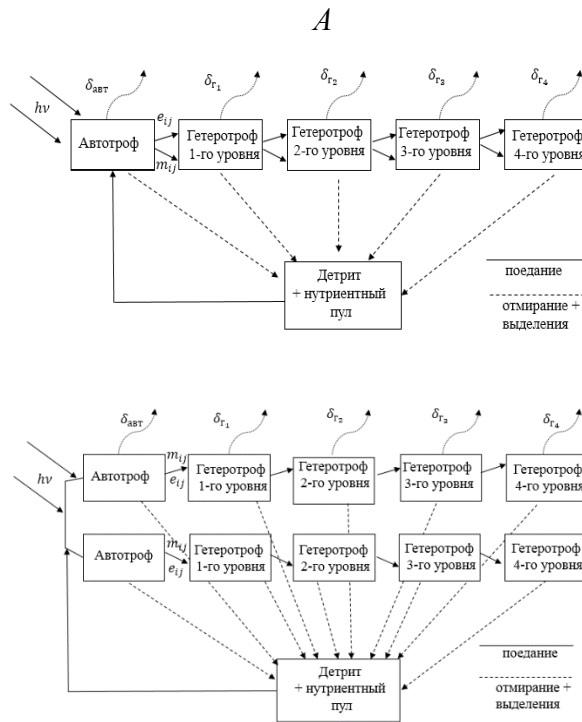 A
δавт
δг₁
δг₂
δг₃
δг₄
hν
eᵢⱼ
Автотроф
Гетеротроф
1-го уровня
Гетеротроф
2-го уровня
Гетеротроф
3-го уровня
Гетеротроф
4-го уровня
mᵢⱼ
Детрит
+ нутриентный
пул
поедание
отмирание +
выделения
δавт
δг₁
δг₂
δг₃
δг₄
hν
mᵢⱼ
eᵢⱼ
Автотроф
Гетеротроф
1-го уровня
Гетеротроф
2-го уровня
Гетеротроф
3-го уровня
Гетеротроф
4-го уровня
mᵢⱼ
eᵢⱼ
Автотроф
Гетеротроф
1-го уровня
Гетеротроф
2-го уровня
Гетеротроф
3-го уровня
Гетеротроф
4-го уровня
Детрит
+ нутриентный
пул
поедание
отмирание +
выделения